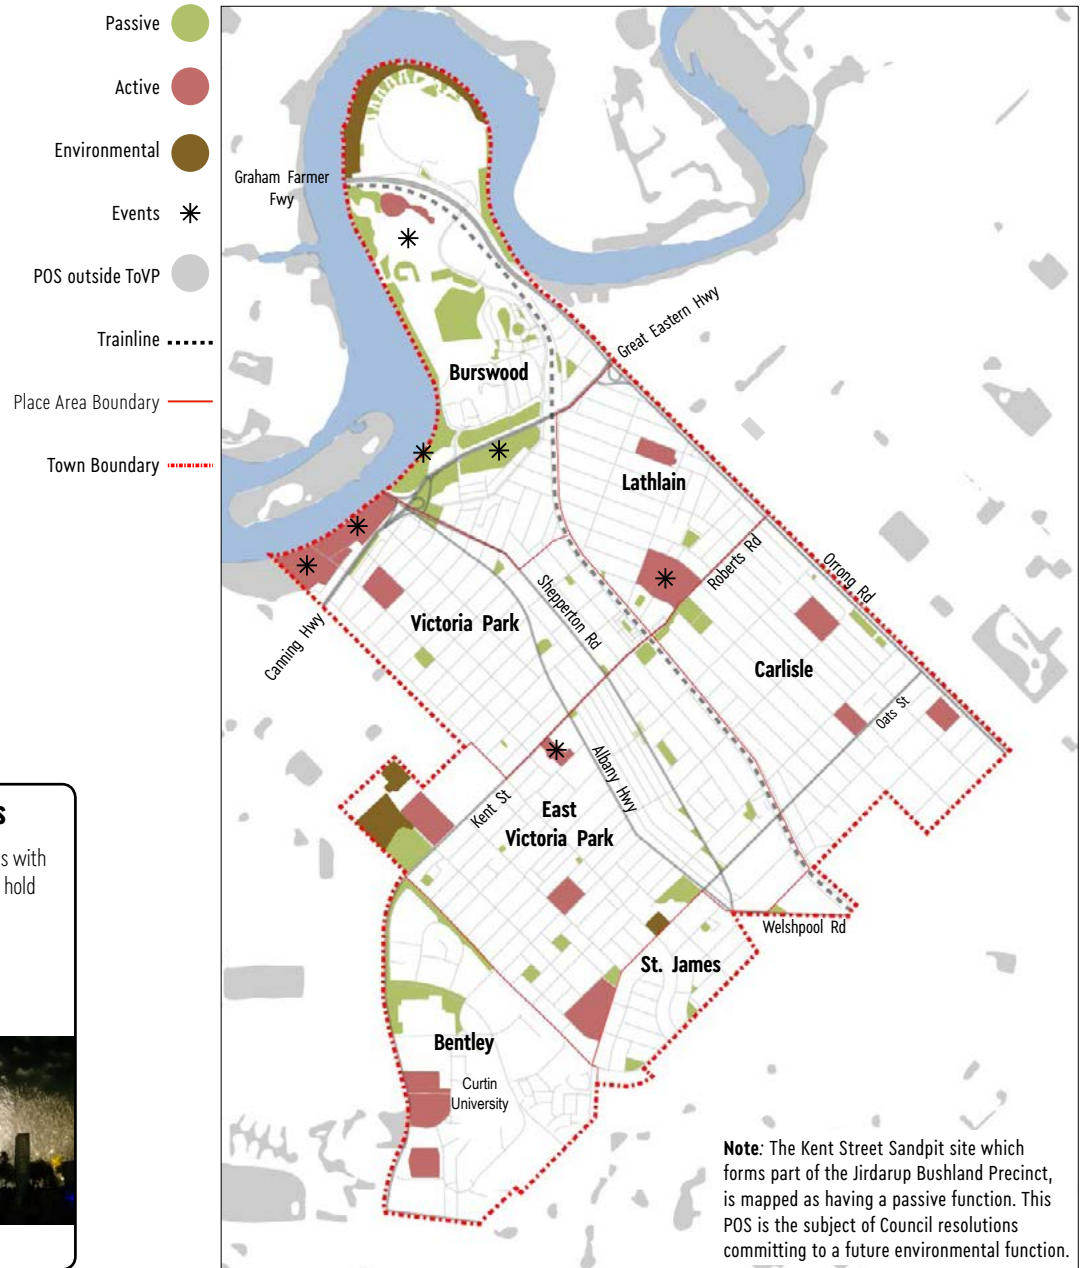 Passive
Active
Environmental
Events
POS outside ToVP
Trainline
Place Area Boundary
Town Boundary
Graham Farmer
Fwy
Great Eastern Hwy
Burswood
Lathlain
Roberts Rd
Orrong Rd
Shepperton Rd
Victoria Park
Canning Hwy
Carlisle
Oats St
Albany Hwy
Kent St
East
Victoria Park
Welshpool Rd
St. James
Bentley
Curtin
University
s
s with
hold
Note: The Kent Street Sandpit site which
forms part of the Jirdarup Bushland Precinct,
is mapped as having a passive function. This
POS is the subject of Council resolutions
committing to a future environmental function.